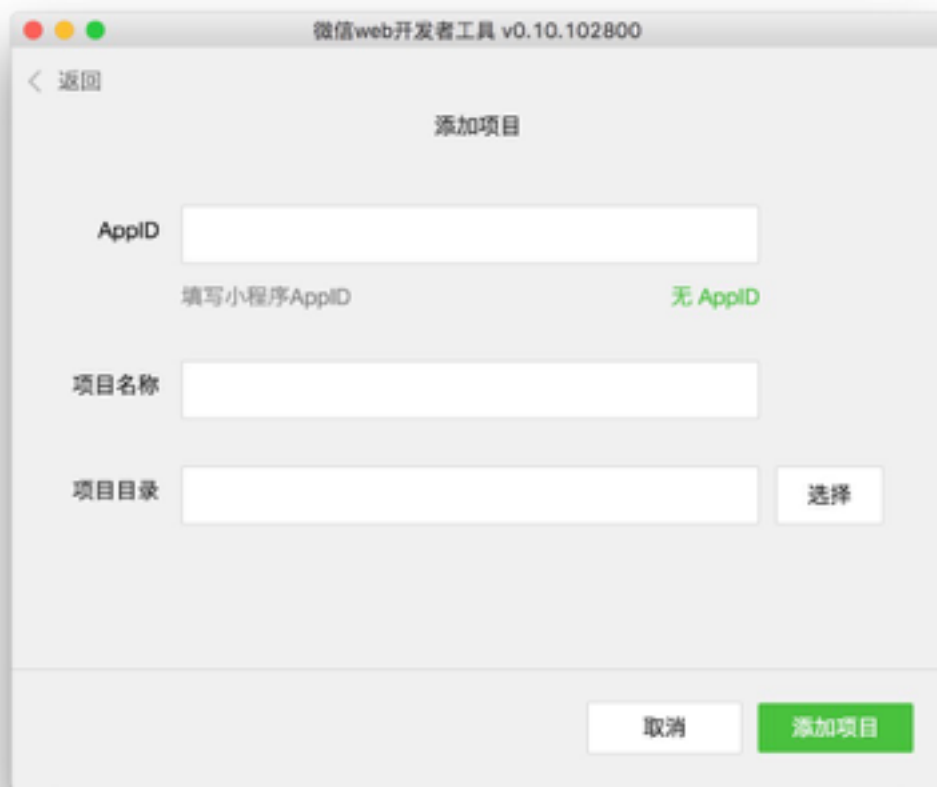 微信web开发者工具 v0.10.102800
返回
添加项目
AppID
填写小程序AppID 无 AppID
项目名称
项目目录 选择
取消 添加项目